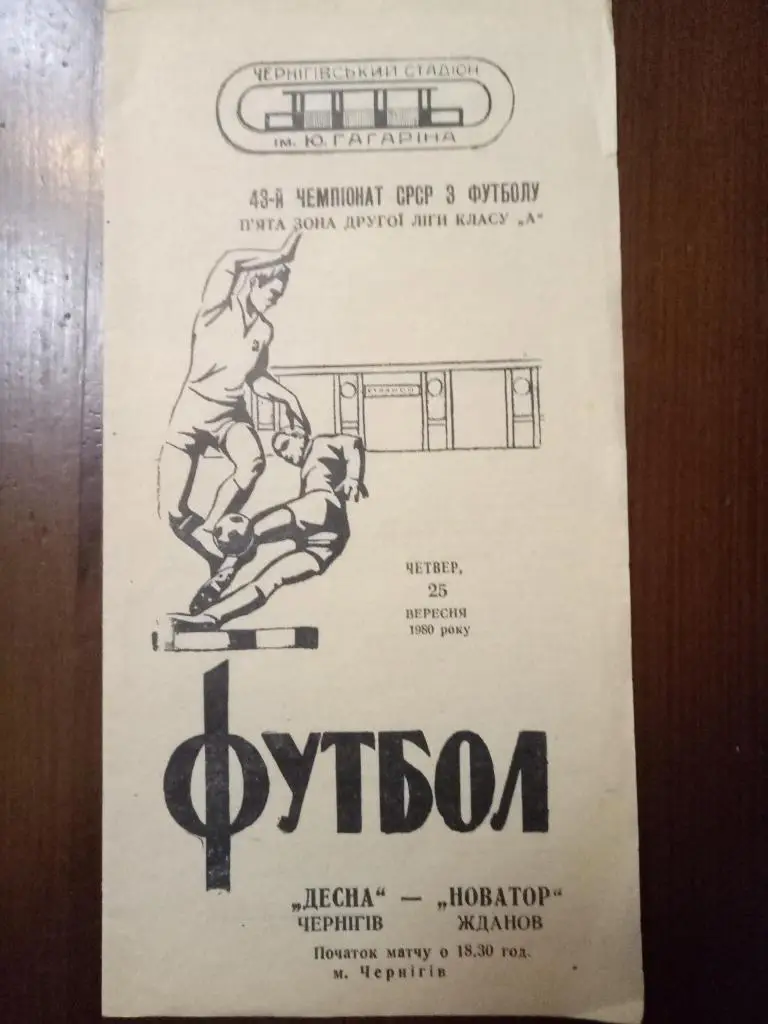 ЧЕРНІГІВСЬКИЙ СТАДІОН
ім. Ю. ГАГАРІНА
43-й ЧЕМПІОНАТ СРСР З ФУТБОЛУ
П'ЯТА ЗОНА ДРУГОЇ ЛІГИ КЛАСУ „А“
ЧЕТВЕР,
25
ВЕРЕСНЯ
1980 року
ФУТБОЛ
„ДЕСНА“ — „НОВАТОР“
ЧЕРНІГІВ ЖДАНОВ
Початок матчу о 18.30 год.
м. Чернігів